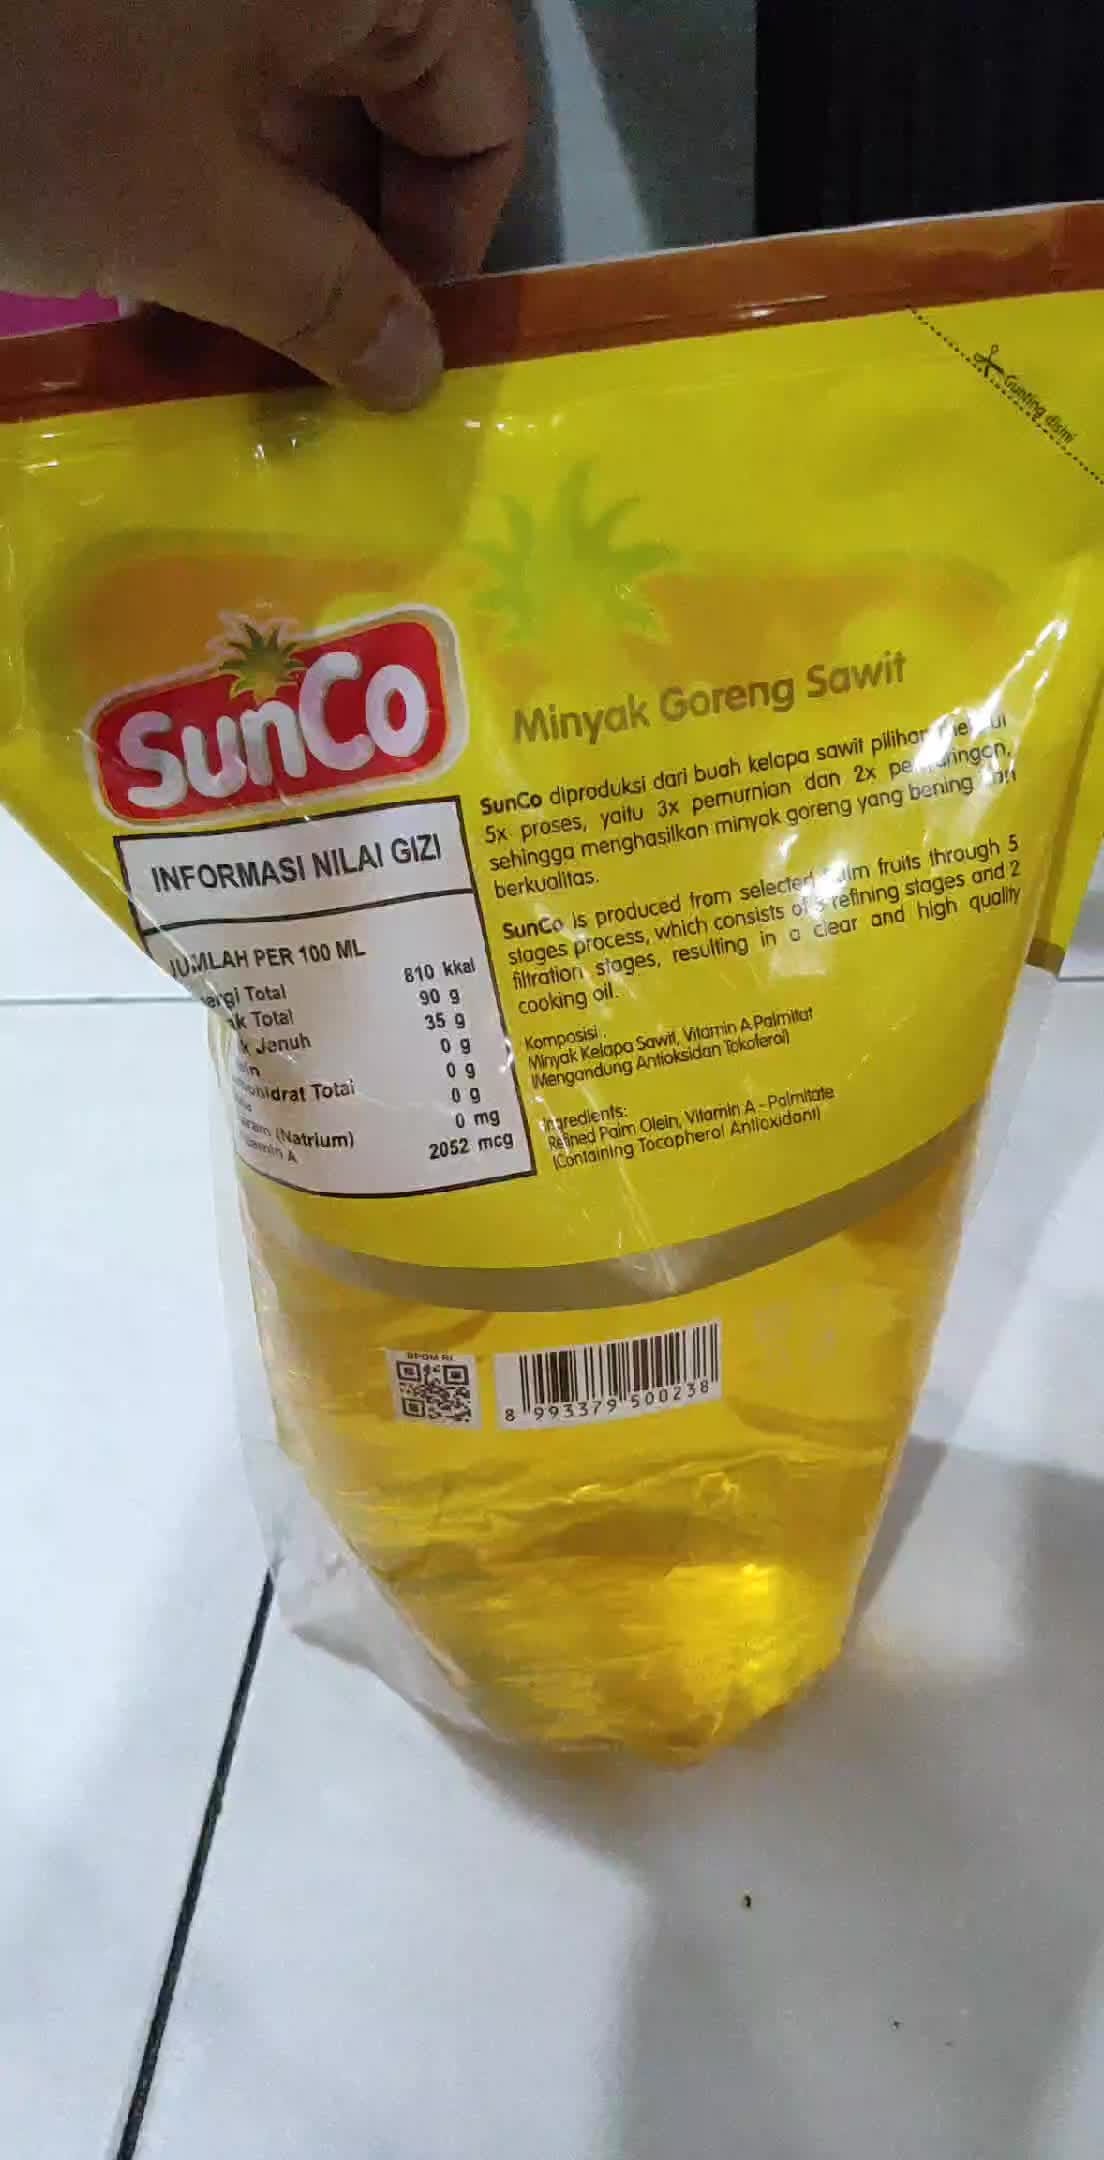 Gunting disini
SunCo
Minyak Goreng Sawit
SunCo diproduksi dari buah kelapa sawit pilihan
5x proses, yaitu 3x pemurnian dan 2x
sehingga menghasilkan minyak goreng yang bening
berkualitas.
SunCo is produced from selected fruits through 5
stages process, which consists of 3 refining stages and 2
filtration stages, resulting in a clear and high quality
cooking oil.
Komposisi :
Minyak Kelapa Sawit, Vitamin A Palmitat
(Mengandung Antioksidan Tokoferol)
Ingredients:
Refined Palm Olein, Vitamin A - Palmitate
(Containing Tocopherol Antioxidant)
INFORMASI NILAI GIZI
JUMLAH PER 100 ML
Total 810 kkal
Total 90 g
Jenuh 35 g
0 g
Total 0 g
0 g
(Natrium) 0 mg
A 2052 mcg
BPOM RI
8 993379 500238